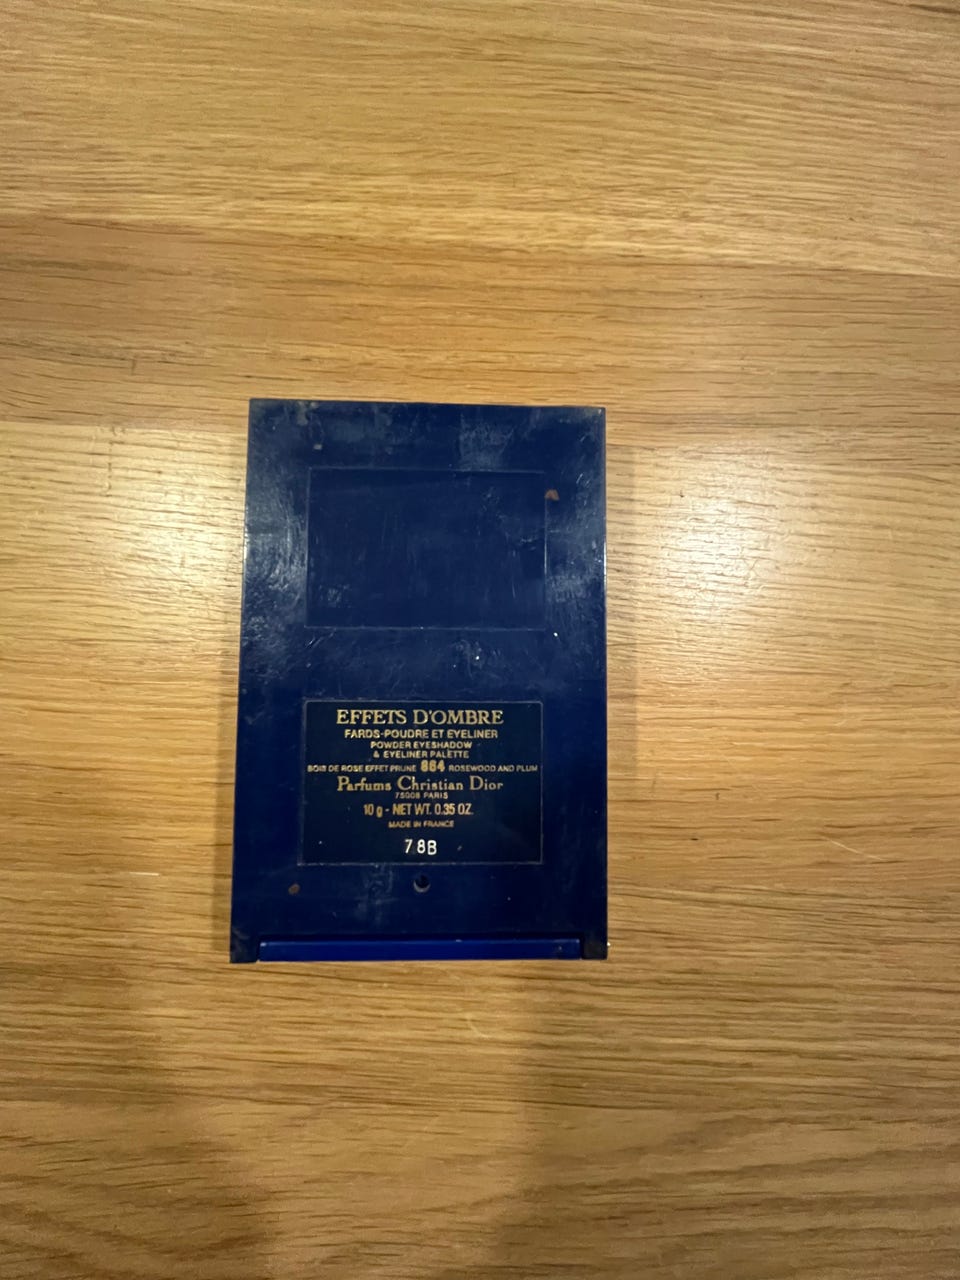 EFFETS D'OMBRE
FARDS-POUDRE ET EYELINER
POWDER EYESHADOW
& EYELINER PALETTE
BOIS DE ROSE EFFET PRUNE 864 ROSEWOOD AND PLUM
Parfums Christian Dior
75008 PARIS
10 g - NET WT. 0.35 OZ.
MADE IN FRANCE
78B